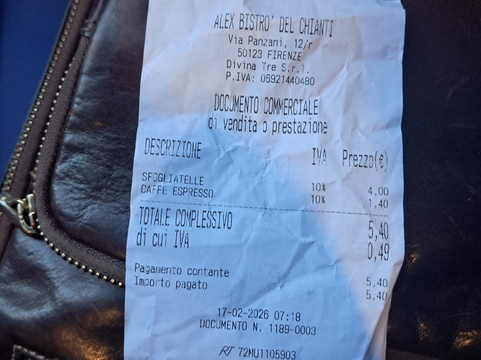 ALEX BISTRO' DEL CHIANTI
Via Panzani, 12/r
50123 FIRENZE
Divina Tre S.r.l.
P.IVA: 05921440480
DOCUMENTO COMMERCIALE
di vendita o prestazione
DESCRIZIONE IVA Prezzo(€)
SFOGLIATELLE 10% 4,00
CAFFE ESPRESSO 10% 1,40
TOTALE COMPLESSIVO 5,40
di cui IVA 0,49
Pagamento contante 5,40
Importo pagato 5,40
17-02-2026 07:18
DOCUMENTO N. 1189-0003
RT 72MU1105903